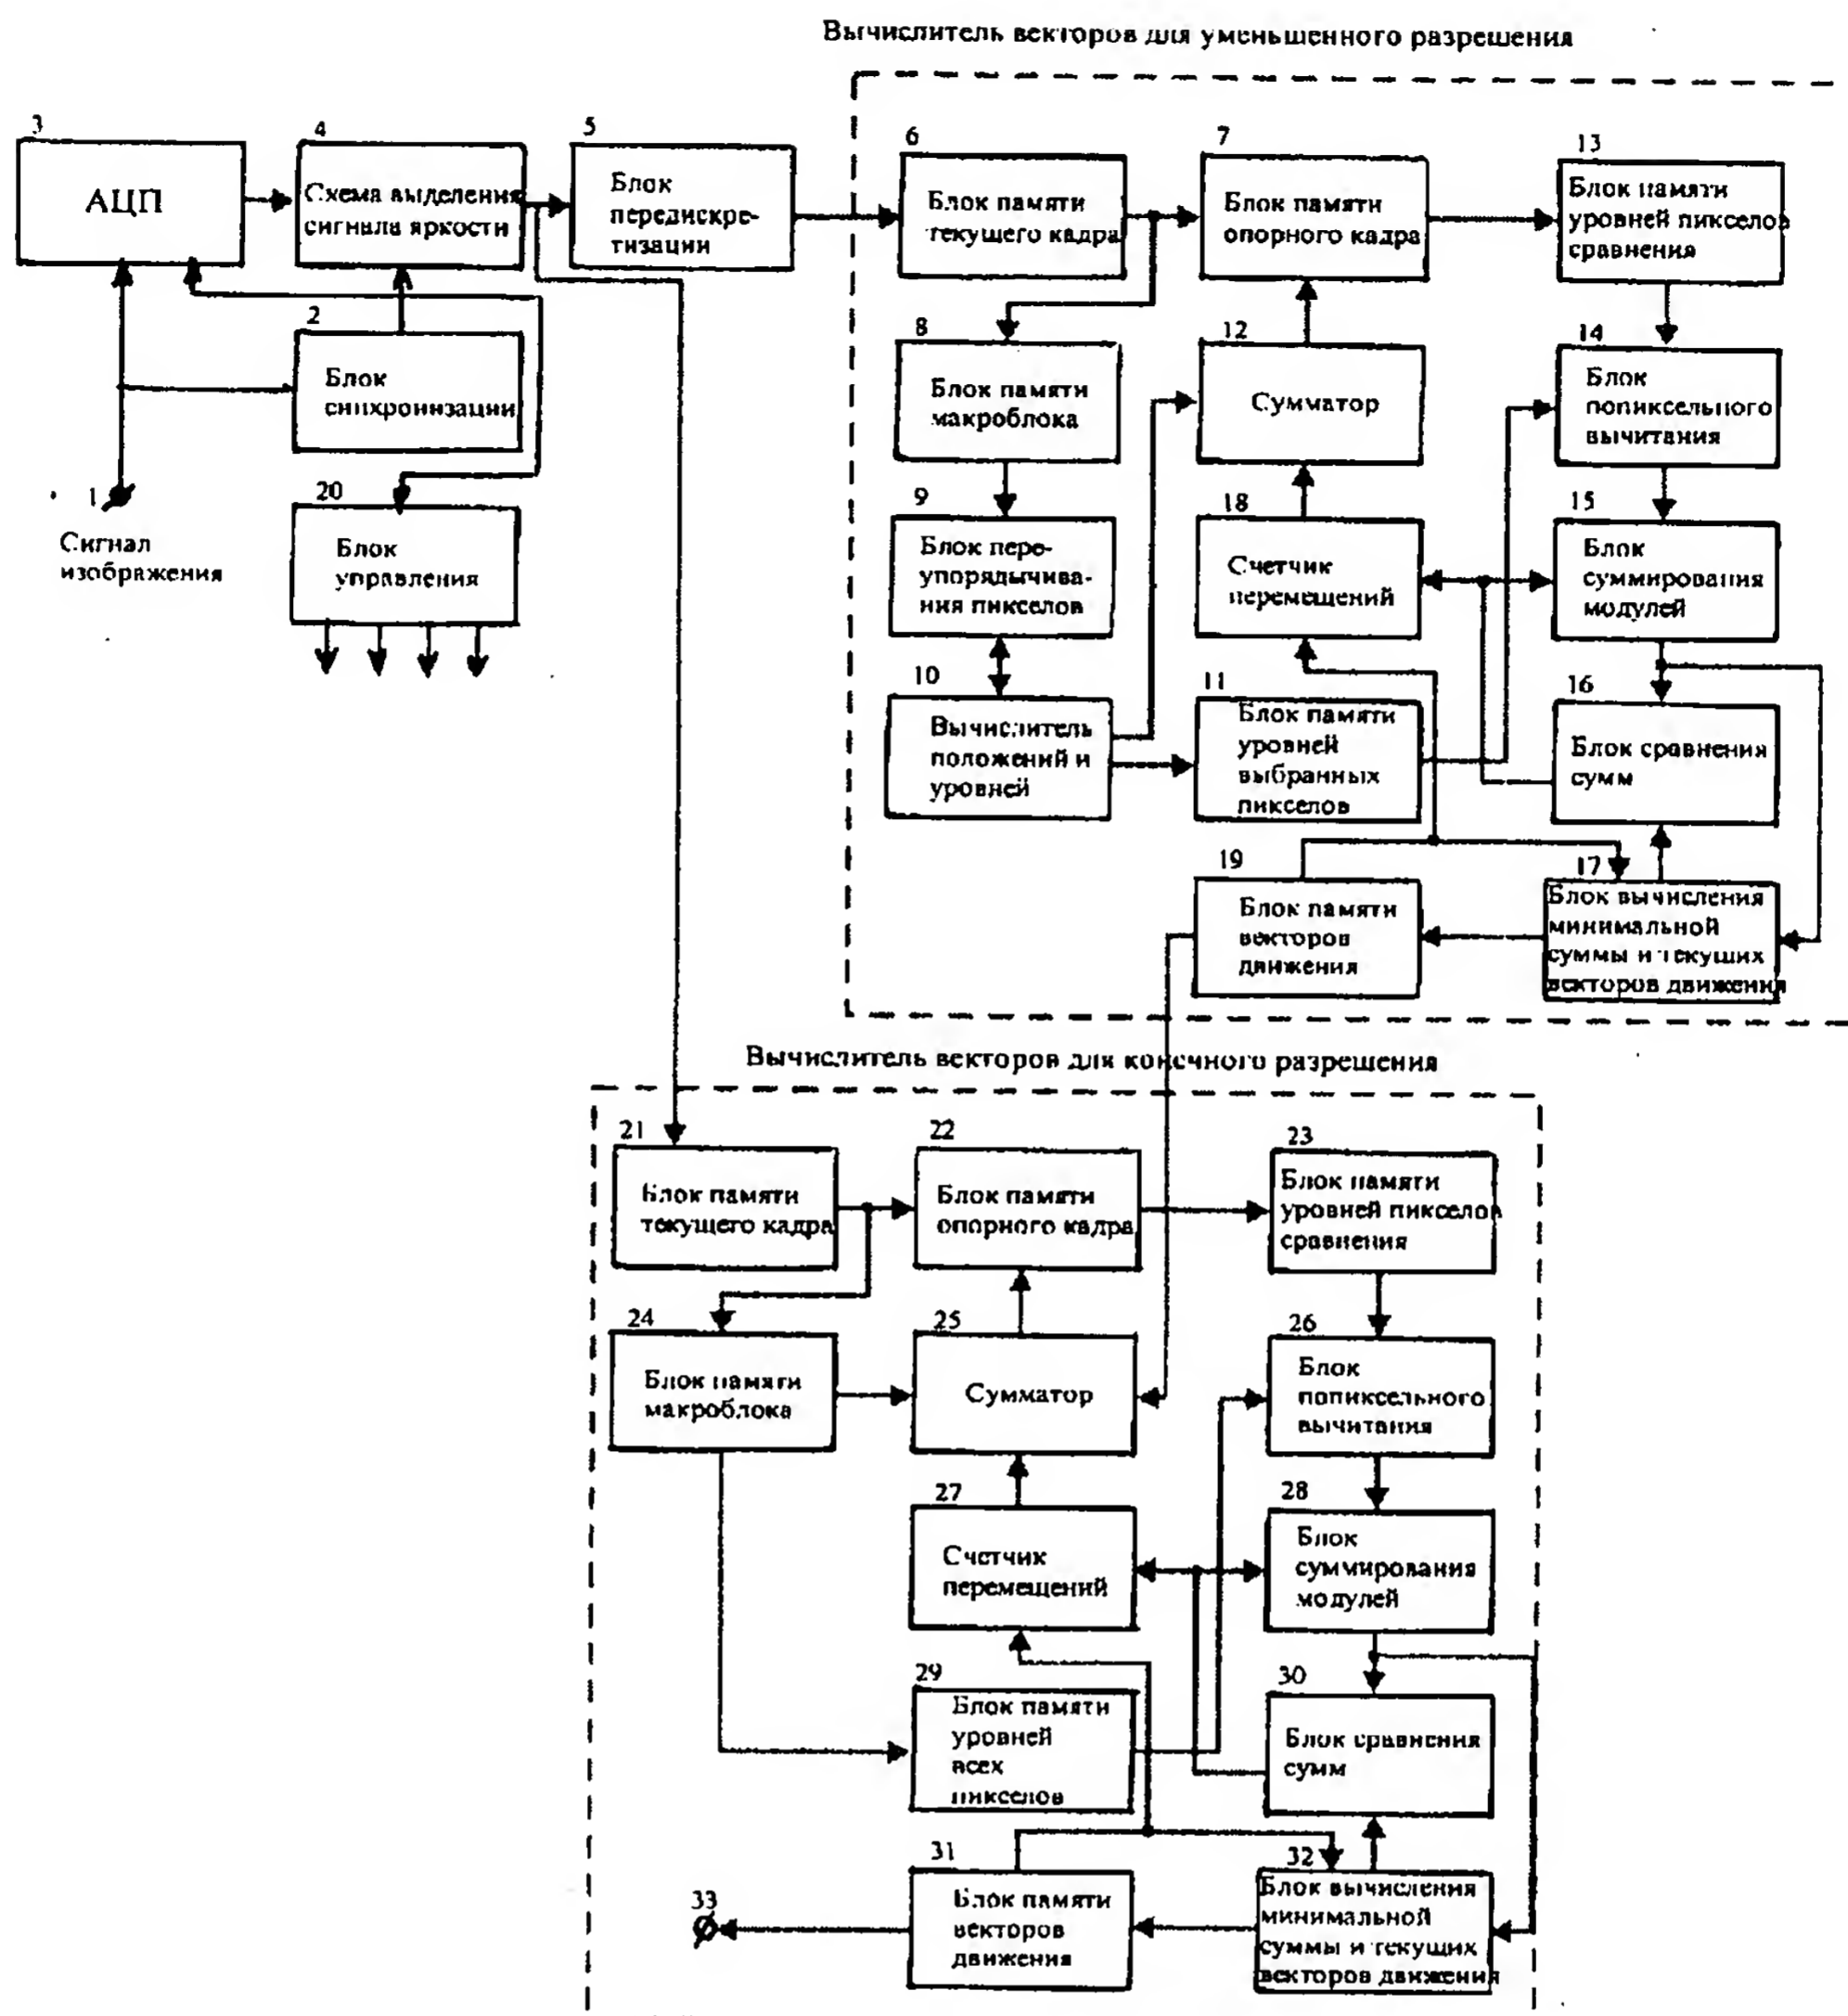 Вычислитель векторов для уменьшенного разрешения
3
АЦП
4
Схема выделения
сигнала яркости
5
Блок
передискре-
тизации
2
Блок
синхронизации
1
Сигнал
изображения
20
Блок
управления
6
Блок памяти
текущего кадра
7
Блок памяти
опорного кадра
13
Блок памяти
уровней пикселов
сравнения
8
Блок памяти
макроблока
12
Сумматор
14
Блок
попиксельного
вычитания
9
Блок пере-
упорядычива-
ния пикселов
18
Счетчик
перемещений
15
Блок
суммирования
модулей
10
Вычислитель
положений и
уровней
11
Блок памяти
уровней
выбранных
пикселов
16
Блок сравнения
сумм
19
Блок памяти
векторов
движения
17
Блок вычисления
минимальной
суммы и текущих
векторов движения
Вычислитель векторов для конечного разрешения
21
Блок памяти
текущего кадра
22
Блок памяти
опорного кадра
23
Блок памяти
уровней пикселов
сравнения
24
Блок памяти
макроблока
25
Сумматор
26
Блок
попиксельного
вычитания
27
Счетчик
перемещений
28
Блок
суммирования
модулей
29
Блок памяти
уровней
всех
пикселов
30
Блок сравнения
сумм
31
Блок памяти
векторов
движения
32
Блок вычисления
минимальной
суммы и текущих
векторов движения
33